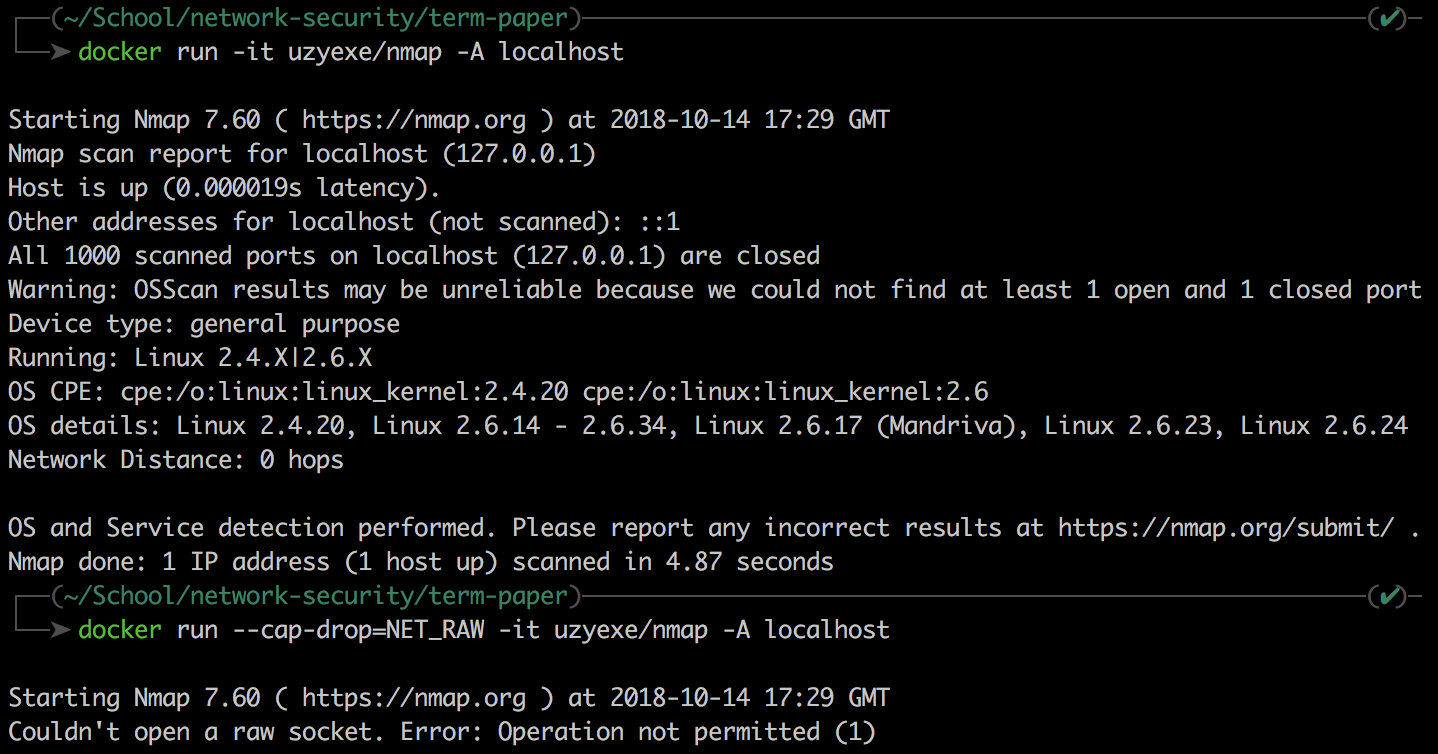 (~/School/network-security/term-paper) (✔)
➤ docker run -it uzyexe/nmap -A localhost
Starting Nmap 7.60 ( https://nmap.org ) at 2018-10-14 17:29 GMT
Nmap scan report for localhost (127.0.0.1)
Host is up (0.000019s latency).
Other addresses for localhost (not scanned): ::1
All 1000 scanned ports on localhost (127.0.0.1) are closed
Warning: OSScan results may be unreliable because we could not find at least 1 open and 1 closed port
Device type: general purpose
Running: Linux 2.4.X|2.6.X
OS CPE: cpe:/o:linux:linux_kernel:2.4.20 cpe:/o:linux:linux_kernel:2.6
OS details: Linux 2.4.20, Linux 2.6.14 - 2.6.34, Linux 2.6.17 (Mandriva), Linux 2.6.23, Linux 2.6.24
Network Distance: 0 hops
OS and Service detection performed. Please report any incorrect results at https://nmap.org/submit/ .
Nmap done: 1 IP address (1 host up) scanned in 4.87 seconds
(~/School/network-security/term-paper) (✔)
➤ docker run --cap-drop=NET_RAW -it uzyexe/nmap -A localhost
Starting Nmap 7.60 ( https://nmap.org ) at 2018-10-14 17:29 GMT
Couldn't open a raw socket. Error: Operation not permitted (1)